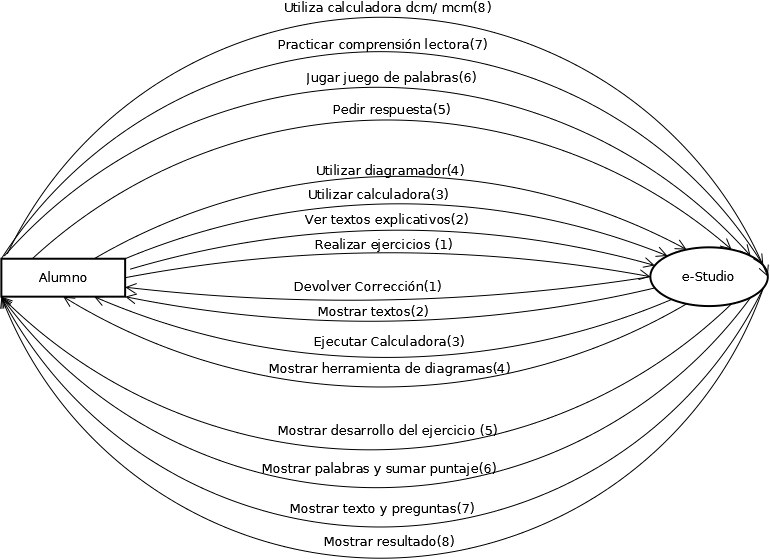 Utiliza calculadora dcm/ mcm(8)
Practicar comprensión lectora(7)
Jugar juego de palabras(6)
Pedir respuesta(5)
Utilizar diagramador(4)
Utilizar calculadora(3)
Ver textos explicativos(2)
Realizar ejercicios (1)
Alumno
e-Studio
Devolver Corrección(1)
Mostrar textos(2)
Ejecutar Calculadora(3)
Mostrar herramienta de diagramas(4)
Mostrar desarrollo del ejercicio (5)
Mostrar palabras y sumar puntaje(6)
Mostrar texto y preguntas(7)
Mostrar resultado(8)